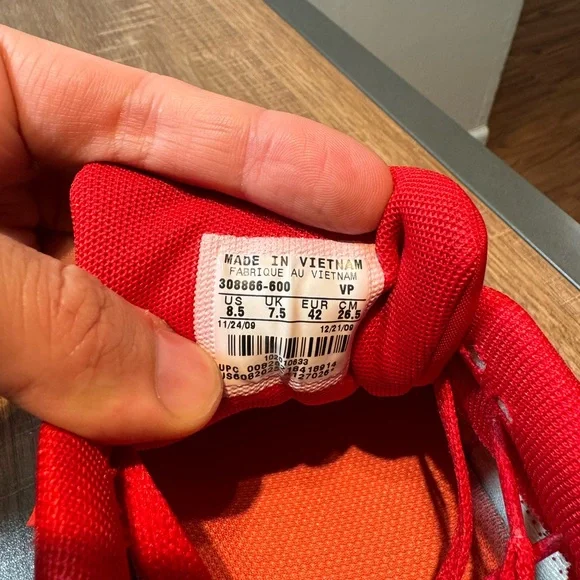 MADE IN VIETNAM
FABRIQUE AU VIETNAM
308866-600 VP
US UK EUR CM
8.5 7.5 42 26.5
11/24/09 12/21/09
UPC